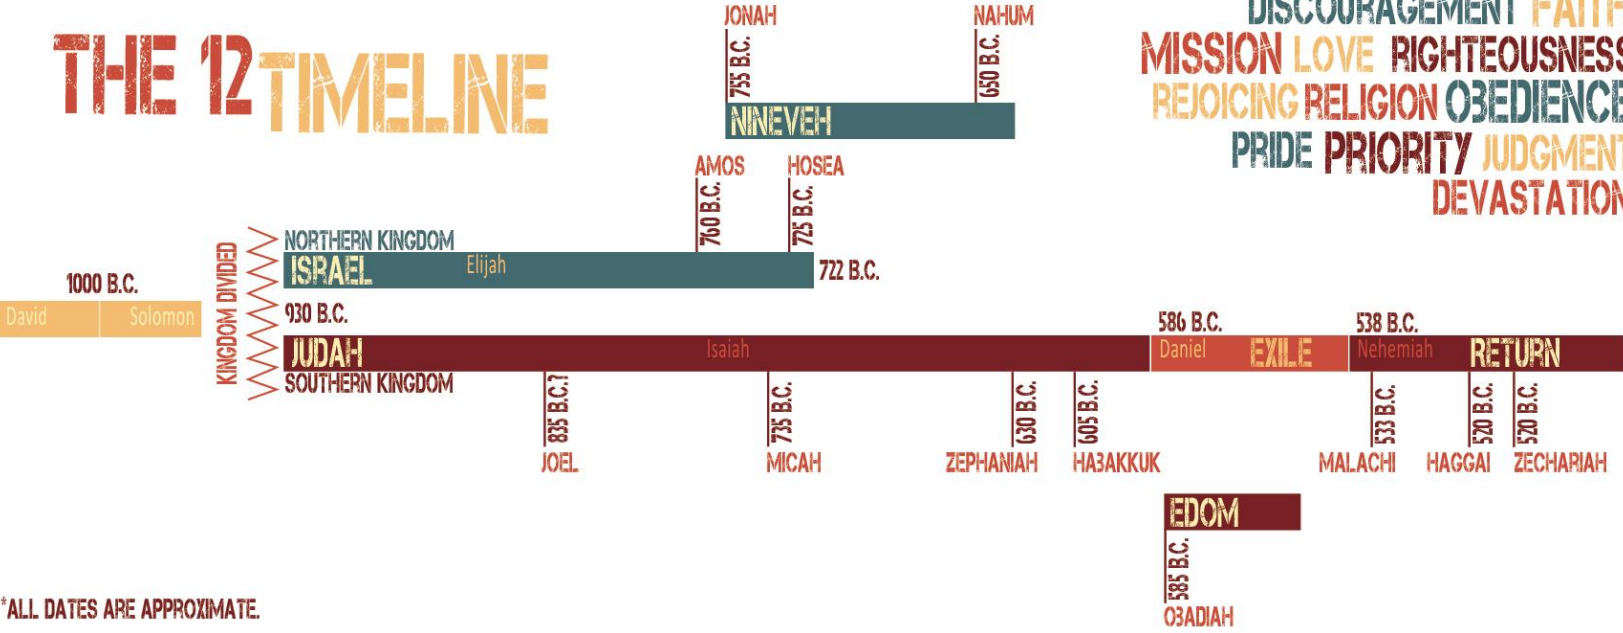 THE 12 TIMELINE
DISCOURAGEMENT FAITH
MISSION LOVE RIGHTEOUSNESS
REJOICING RELIGION OBEDIENCE
PRIDE PRIORITY JUDGMENT
DEVASTATION
JONAH
755 B.C.
NAHUM
650 B.C.
NINEVEH
AMOS
760 B.C.
HOSEA
725 B.C.
NORTHERN KINGDOM
ISRAEL Elijah
722 B.C.
1000 B.C.
David Solomon
KINGDOM DIVIDED
930 B.C.
586 B.C.
538 B.C.
JUDAH Isaiah
Daniel EXILE
Nehemiah RETURN
SOUTHERN KINGDOM
835 B.C.?
JOEL
735 B.C.
MICAH
630 B.C.
ZEPHANIAH
605 B.C.
HABAKKUK
533 B.C.
MALACHI
520 B.C.
HAGGAI
520 B.C.
ZECHARIAH
EDOM
585 B.C.
OBADIAH
*ALL DATES ARE APPROXIMATE.